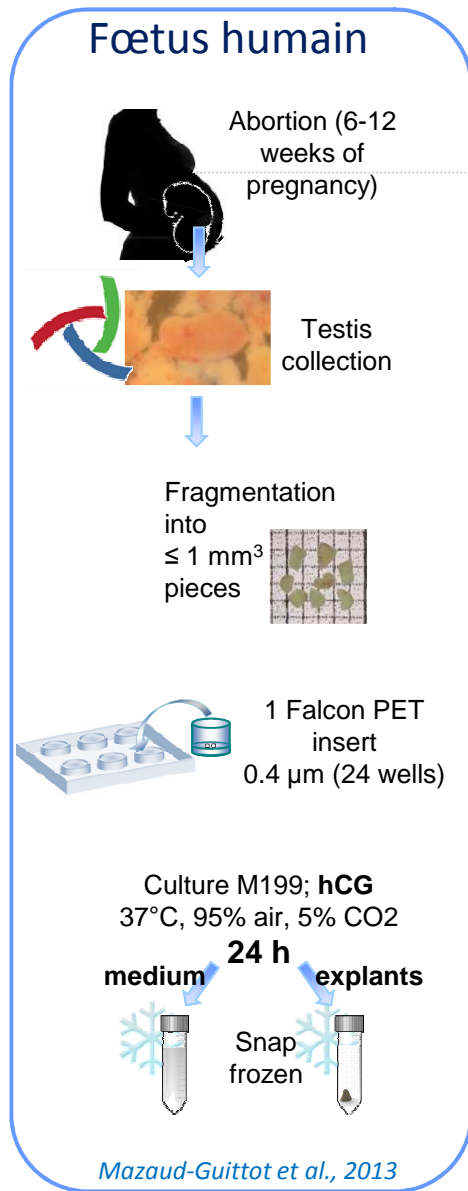 Fœtus humain
Abortion (6-12
weeks of
pregnancy)
Testis
collection
Fragmentation
into
≤ 1 mm³
pieces
1 Falcon PET
insert
0.4 µm (24 wells)
Culture M199; hCG
37°C, 95% air, 5% CO2
24 h
medium
explants
Snap
frozen
Mazaud-Guittot et al., 2013